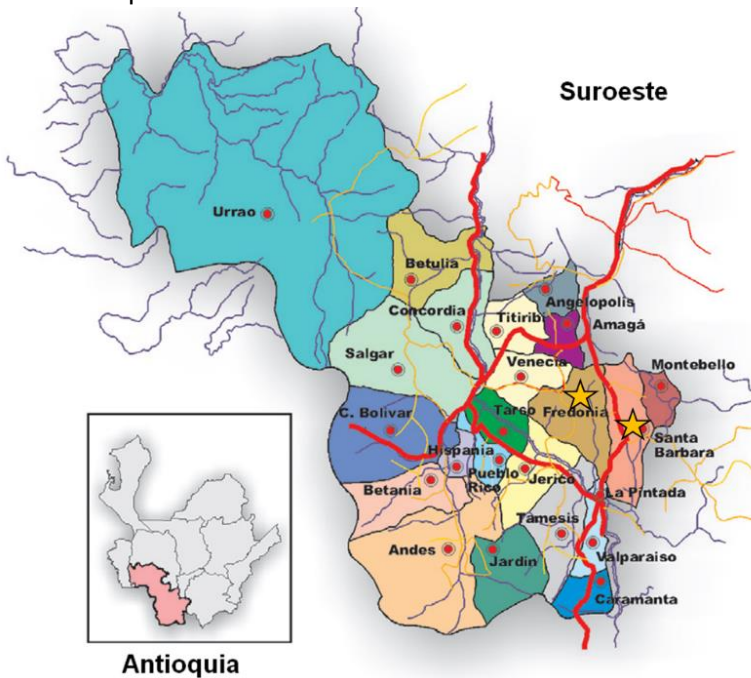 Suroeste
Urrao
Betulia
Angelopolis
Concordia
Titiribi
Amagá
Salgar
Venecia
Montebello
C. Bolivar
Tarso
Fredonia
Santa
Barbara
Hispania
Pueblo
Rico
Jerico
Betania
La Pintada
Tamesis
Andes
Jardin
Valparaiso
Caramanta
Antioquia